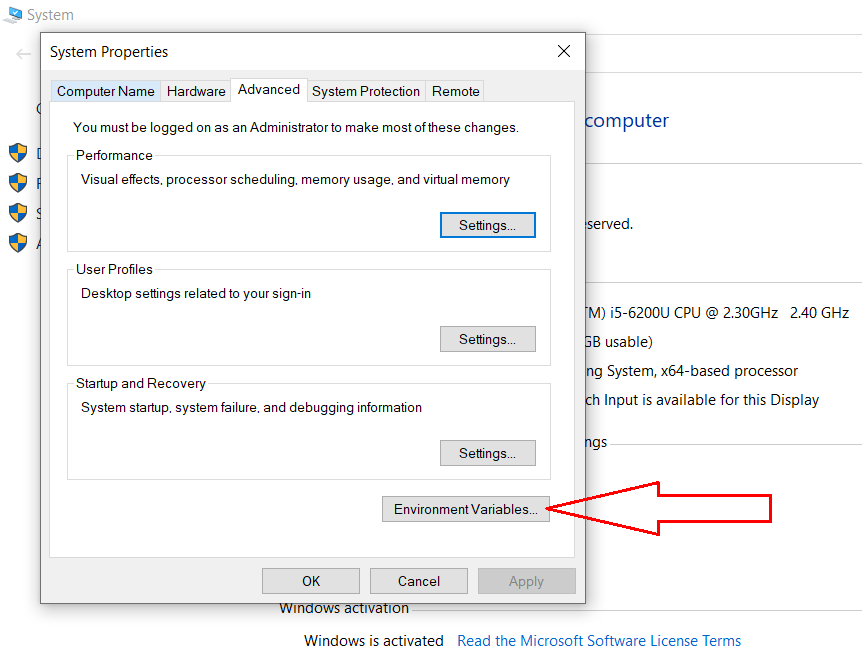 System
System Properties
Computer Name Hardware Advanced System Protection Remote
You must be logged on as an Administrator to make most of these changes.
Performance
Visual effects, processor scheduling, memory usage, and virtual memory
Settings...
User Profiles
Desktop settings related to your sign-in
Settings...
Startup and Recovery
System startup, system failure, and debugging information
Settings...
Environment Variables...
OK Cancel Apply
computer
served.
TM) i5-6200U CPU @ 2.30GHz 2.40 GHz
GB usable)
ng System, x64-based processor
ch Input is available for this Display
ngs
Windows activation
Windows is activated Read the Microsoft Software License Terms